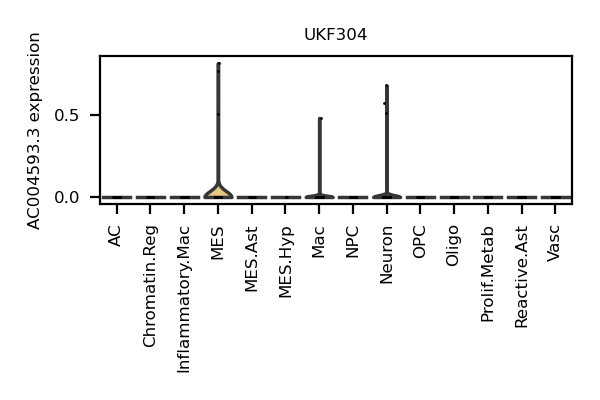 UKF304
AC004593.3 expression
0.5
0.0
AC
Chromatin.Reg
Inflammatory.Mac
MES
MES.Ast
MES.Hyp
Mac
NPC
Neuron
OPC
Oligo
Prolif.Metab
Reactive.Ast
Vasc